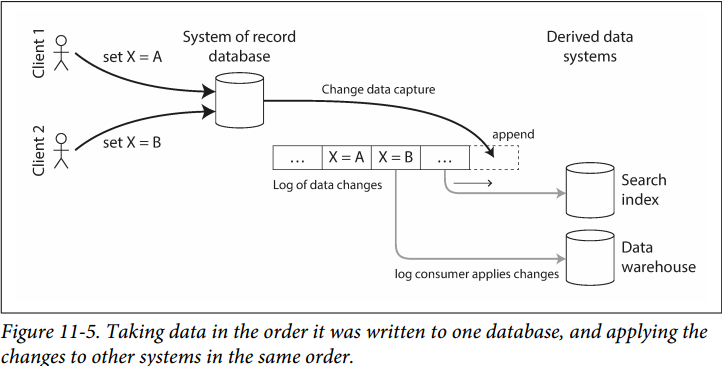 Client 1
set X = A
System of record
database
Derived data
systems
Change data capture
Client 2
set X = B
append
...
X = A
X = B
...
Log of data changes
Search
index
log consumer applies changes
Data
warehouse
Figure 11-5. Taking data in the order it was written to one database, and applying the
changes to other systems in the same order.